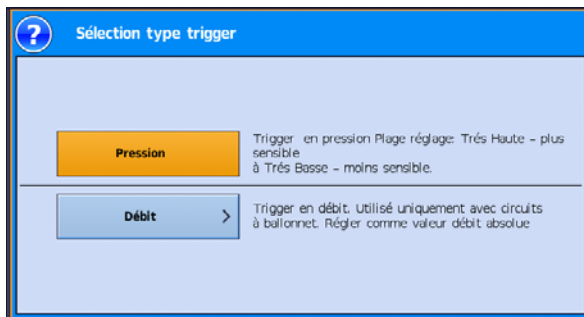 ?
Sélection type trigger
Pression
Trigger en pression Plage réglage: Trés Haute – plus
sensible
à Trés Basse – moins sensible.
Débit >
Trigger en débit. Utilisé uniquement avec circuits
à ballonnet. Régler comme valeur débit absolue